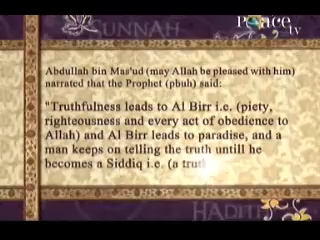 SUNNAH
Peace tv
Abdullah bin Mas'ud (may Allah be pleased with him)
narrated that the Prophet (pbuh) said:
"Truthfulness leads to Al Birr i.e. (piety,
righteousness and every act of obedience to
Allah) and Al Birr leads to paradise, and a
man keeps on telling the truth untill he
becomes a Siddiq i.e. (a trut
HADITH